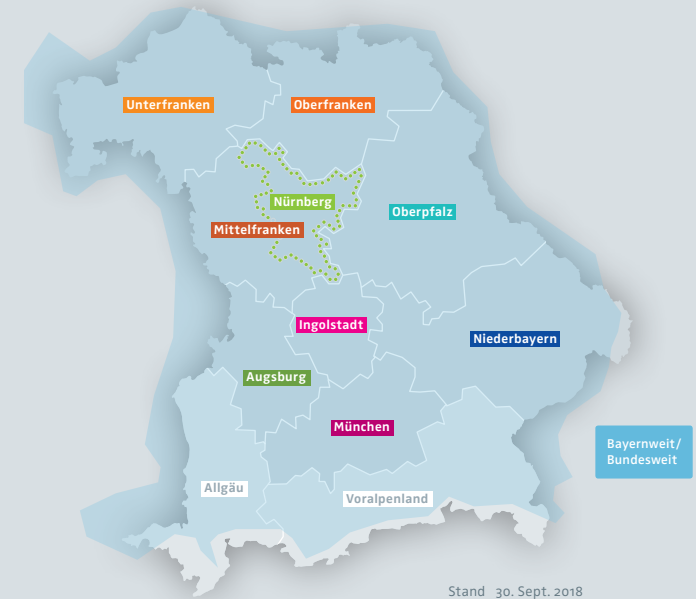 Unterfranken
Oberfranken
Nürnberg
Oberpfalz
Mittelfranken
Ingolstadt
Niederbayern
Augsburg
München
Bayernweit/
Bundesweit
Allgäu
Voralpenland
Stand 30. Sept. 2018